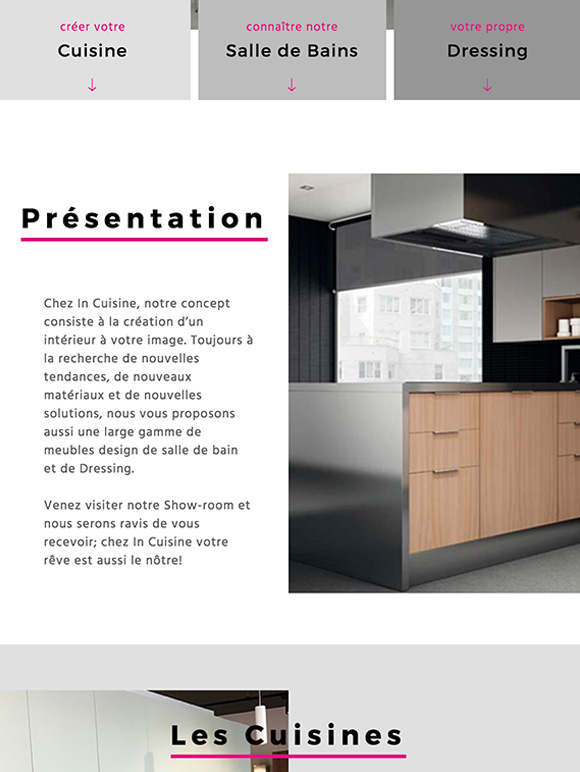 créer votre
Cuisine
↓
connaître notre
Salle de Bains
↓
votre propre
Dressing
↓
Présentation
Chez In Cuisine, notre concept
consiste à la création d’un
intérieur à votre image. Toujours à
la recherche de nouvelles
tendances, de nouveaux
matériaux et de nouvelles
solutions, nous vous proposons
aussi une large gamme de
meubles design de salle de bain
et de Dressing.
Venez visiter notre Show-room et
nous serons ravis de vous
recevoir; chez In Cuisine votre
rêve est aussi le nôtre!
Les Cuisines